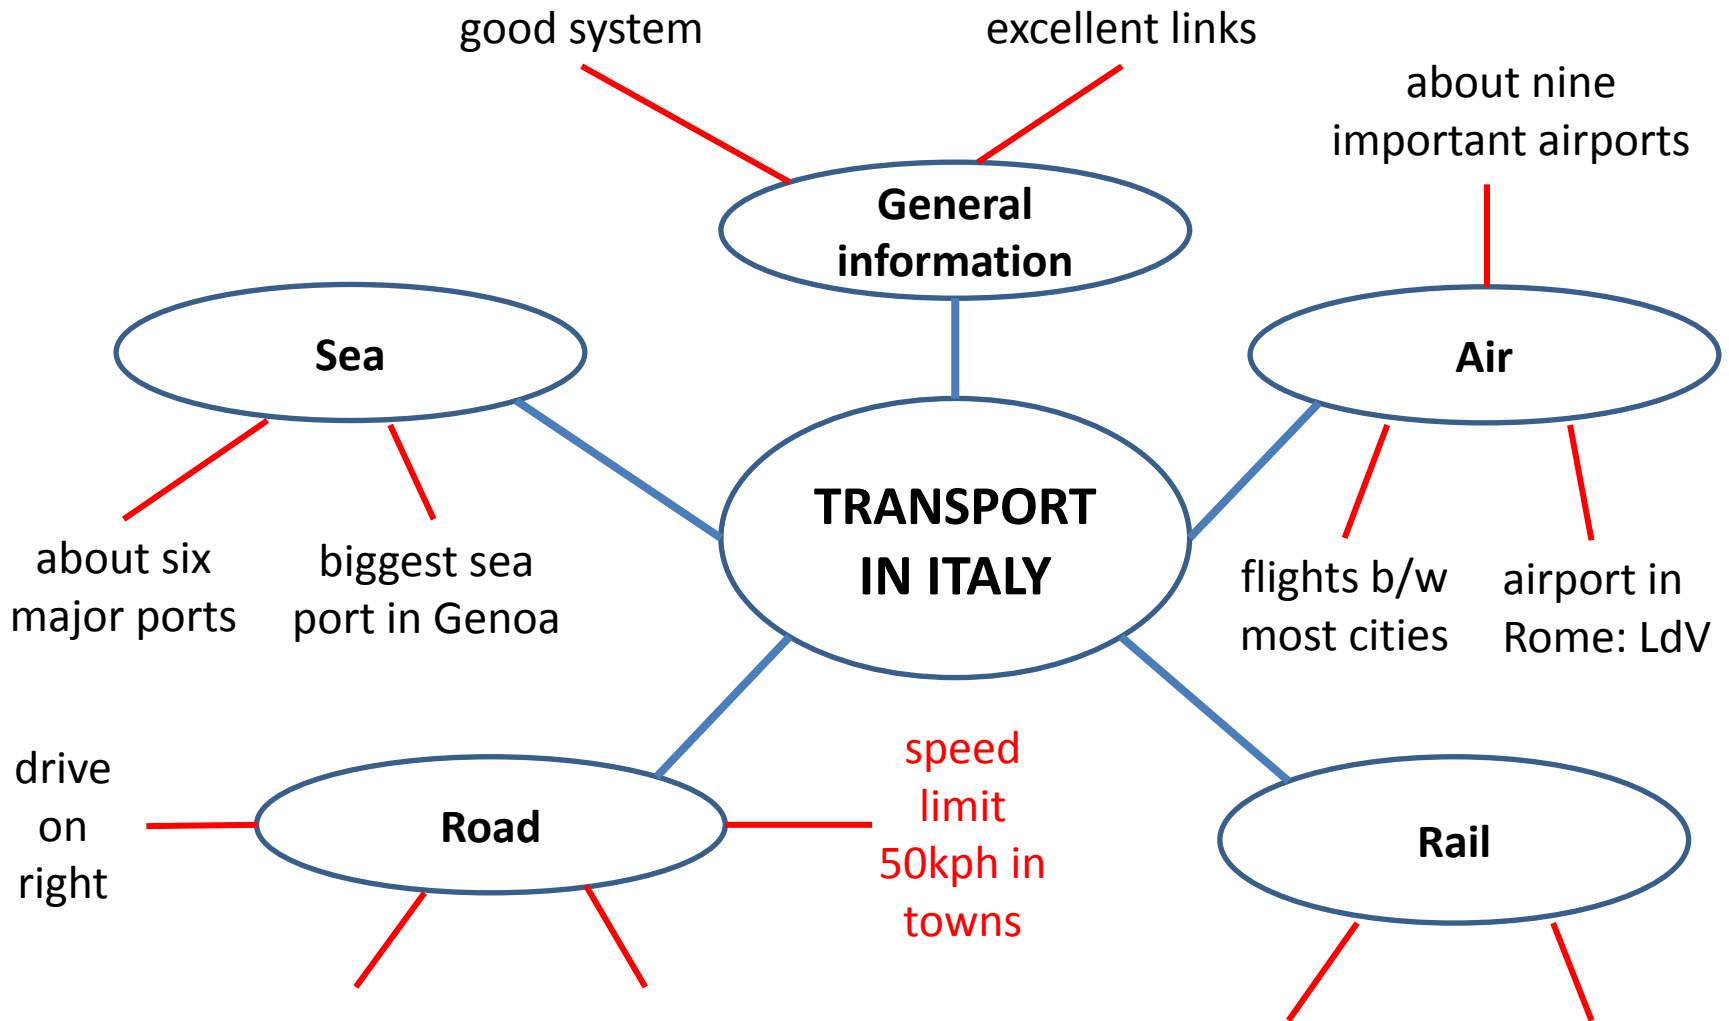 good system
excellent links
about nine
important airports
General
information
Sea
Air
TRANSPORT
IN ITALY
about six
major ports
biggest sea
port in Genoa
flights b/w
most cities
airport in
Rome: LdV
drive
on
right
Road
speed
limit
50kph in
towns
Rail